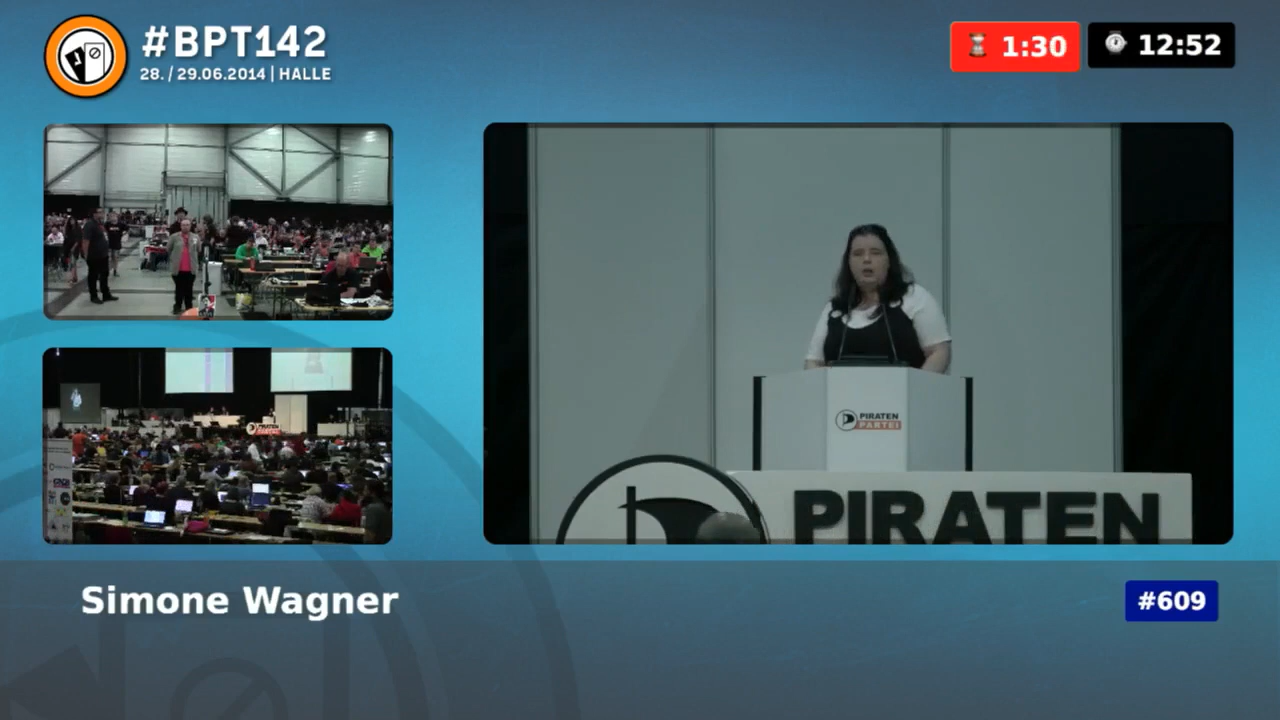 #BPT142
28. / 29.06.2014 | HALLE
1:30
12:52
PIRATEN
PARTEI
PIRATEN
Simone Wagner
#609